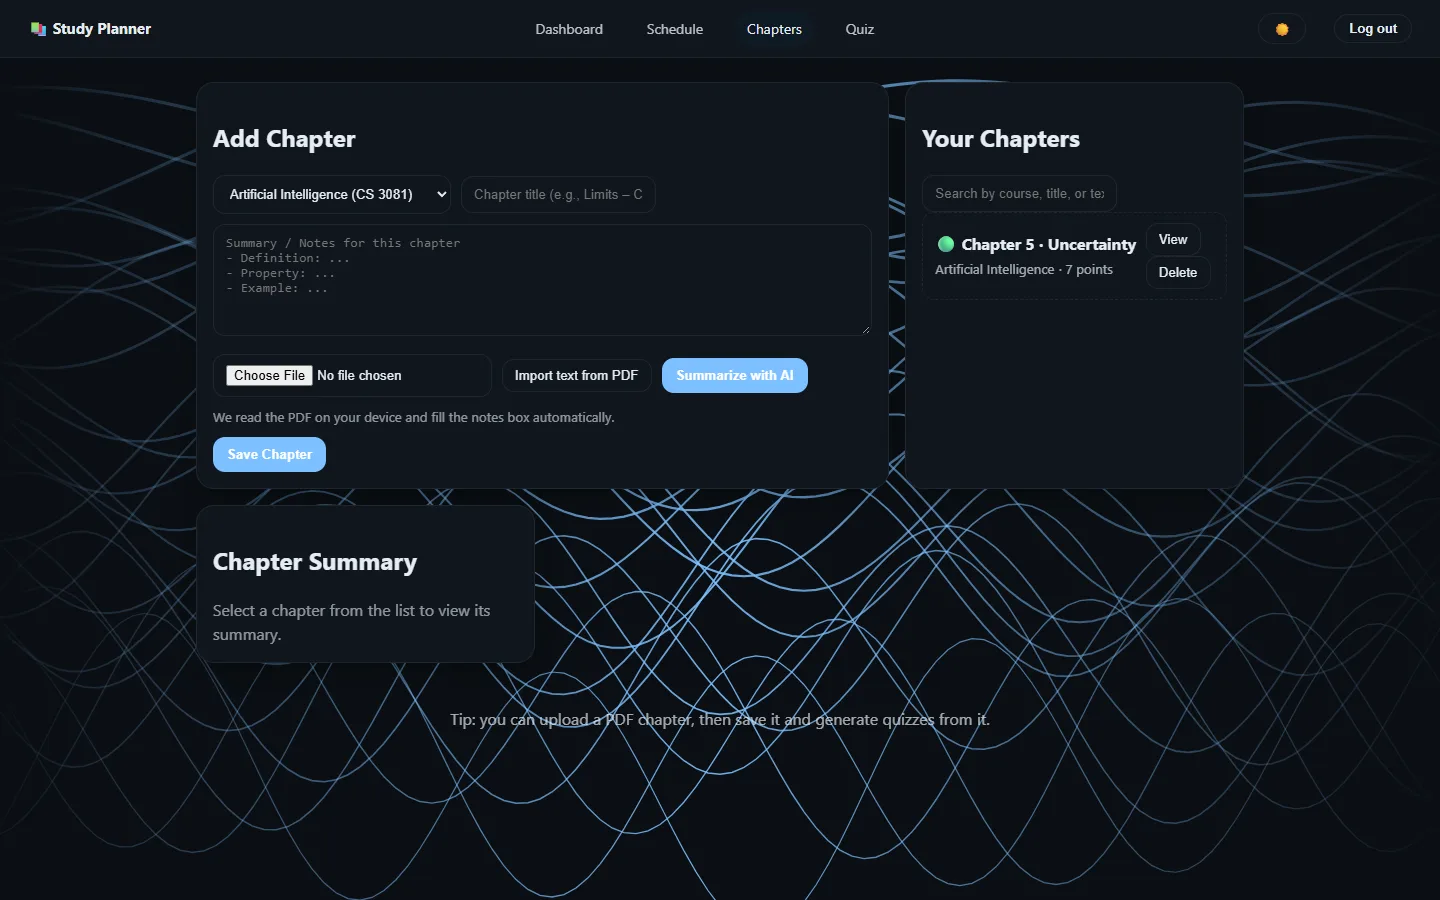 Study Planner
Dashboard
Schedule
Chapters
Quiz
Log out
Add Chapter
Artificial Intelligence (CS 3081)
Chapter title (e.g., Limits – C
Summary / Notes for this chapter
- Definition: ...
- Property: ...
- Example: ...
Choose File No file chosen
Import text from PDF
Summarize with AI
We read the PDF on your device and fill the notes box automatically.
Save Chapter
Your Chapters
Search by course, title, or te
Chapter 5 · Uncertainty
Artificial Intelligence · 7 points
View
Delete
Chapter Summary
Select a chapter from the list to view its
summary.
Tip: you can upload a PDF chapter, then save it and generate quizzes from it.